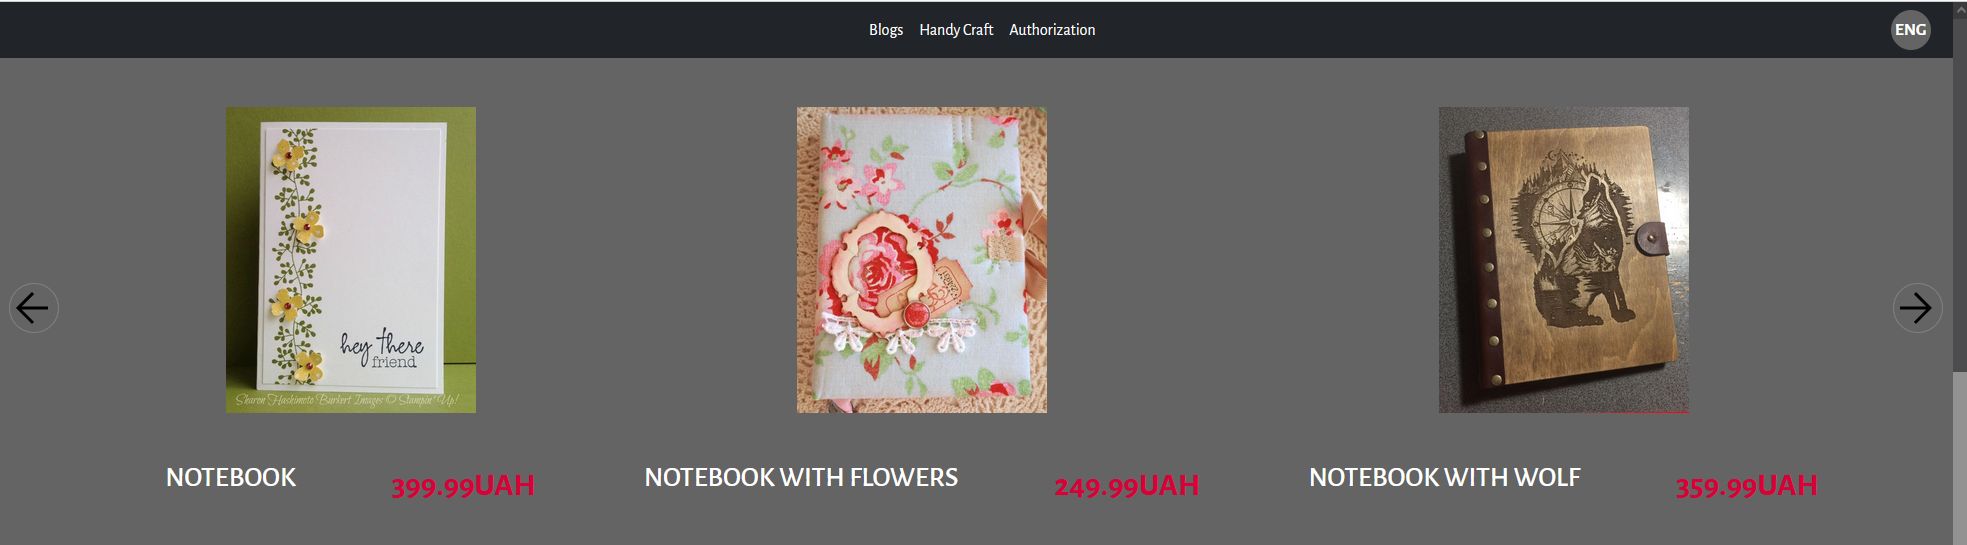 Blogs Handy Craft Authorization ENG
hey there
friend
Sharon Hashimoto Burkert Images © Stampin' Up!
NOTEBOOK 399.99UAH NOTEBOOK WITH FLOWERS 249.99UAH NOTEBOOK WITH WOLF 359.99UAH